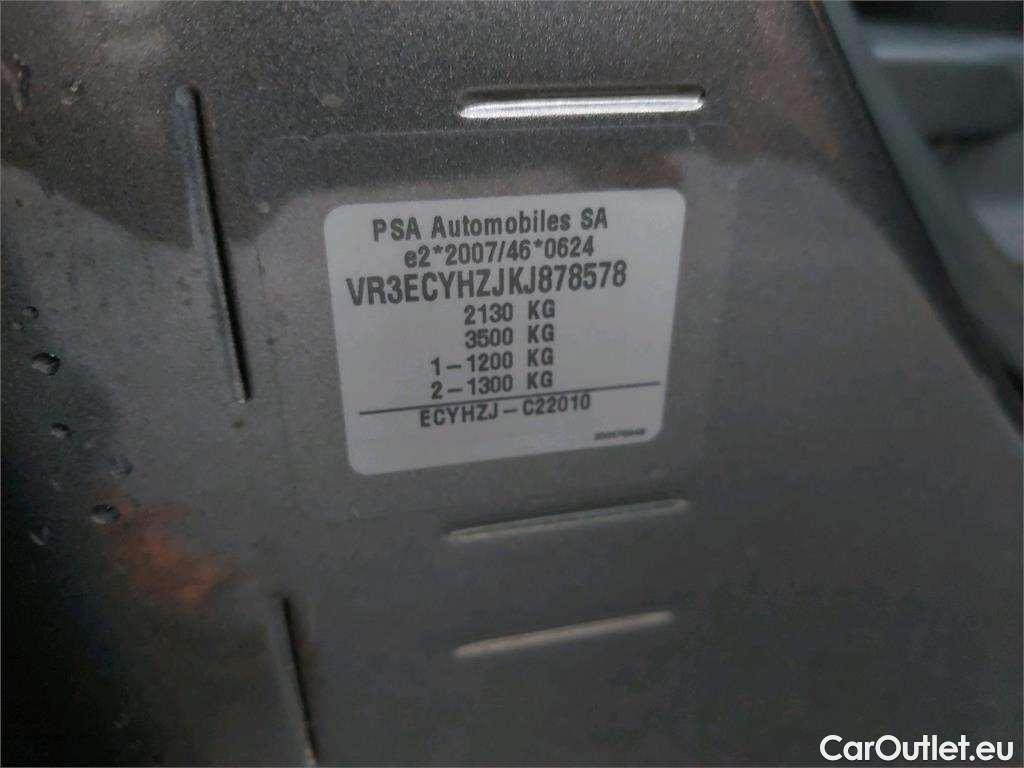 PSA Automobiles SA
e2*2007/46*0624
VR3ECYHZJKJ878578
2130 KG
3500 KG
1-1200 KG
2-1300 KG
ECYHZJ-C22010
CarOutlet.eu